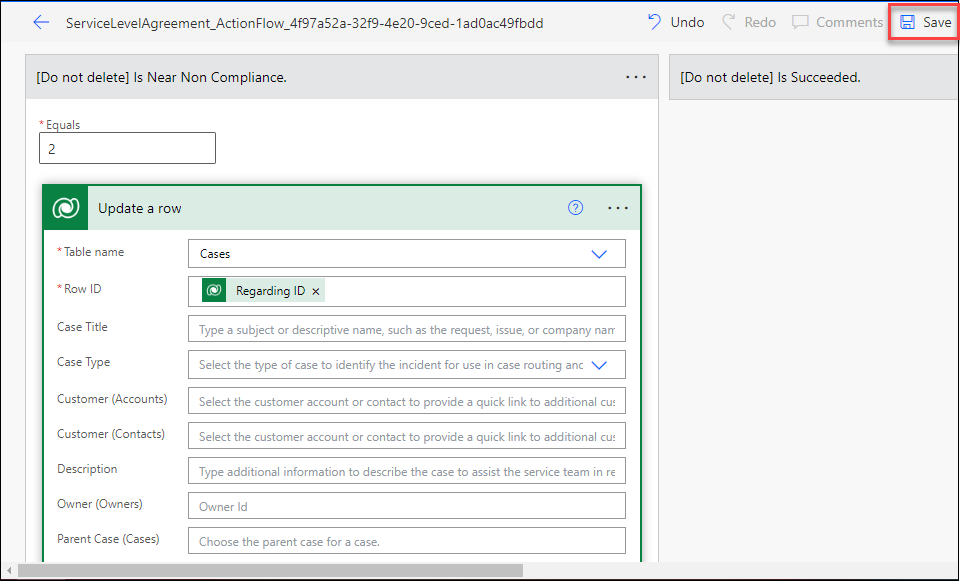 ServiceLevelAgreement_ActionFlow_4f97a52a-32f9-4e20-9ced-1ad0ac49fbdd
Undo
Redo
Comments
Save
[Do not delete] Is Near Non Compliance.
[Do not delete] Is Succeeded.
* Equals
2
Update a row
* Table name
Cases
* Row ID
Regarding ID
Case Title
Type a subject or descriptive name, such as the request, issue, or company nam
Case Type
Select the type of case to identify the incident for use in case routing and
Customer (Accounts)
Select the customer account or contact to provide a quick link to additional cus
Customer (Contacts)
Select the customer account or contact to provide a quick link to additional cus
Description
Type additional information to describe the case to assist the service team in re
Owner (Owners)
Owner Id
Parent Case (Cases)
Choose the parent case for a case.